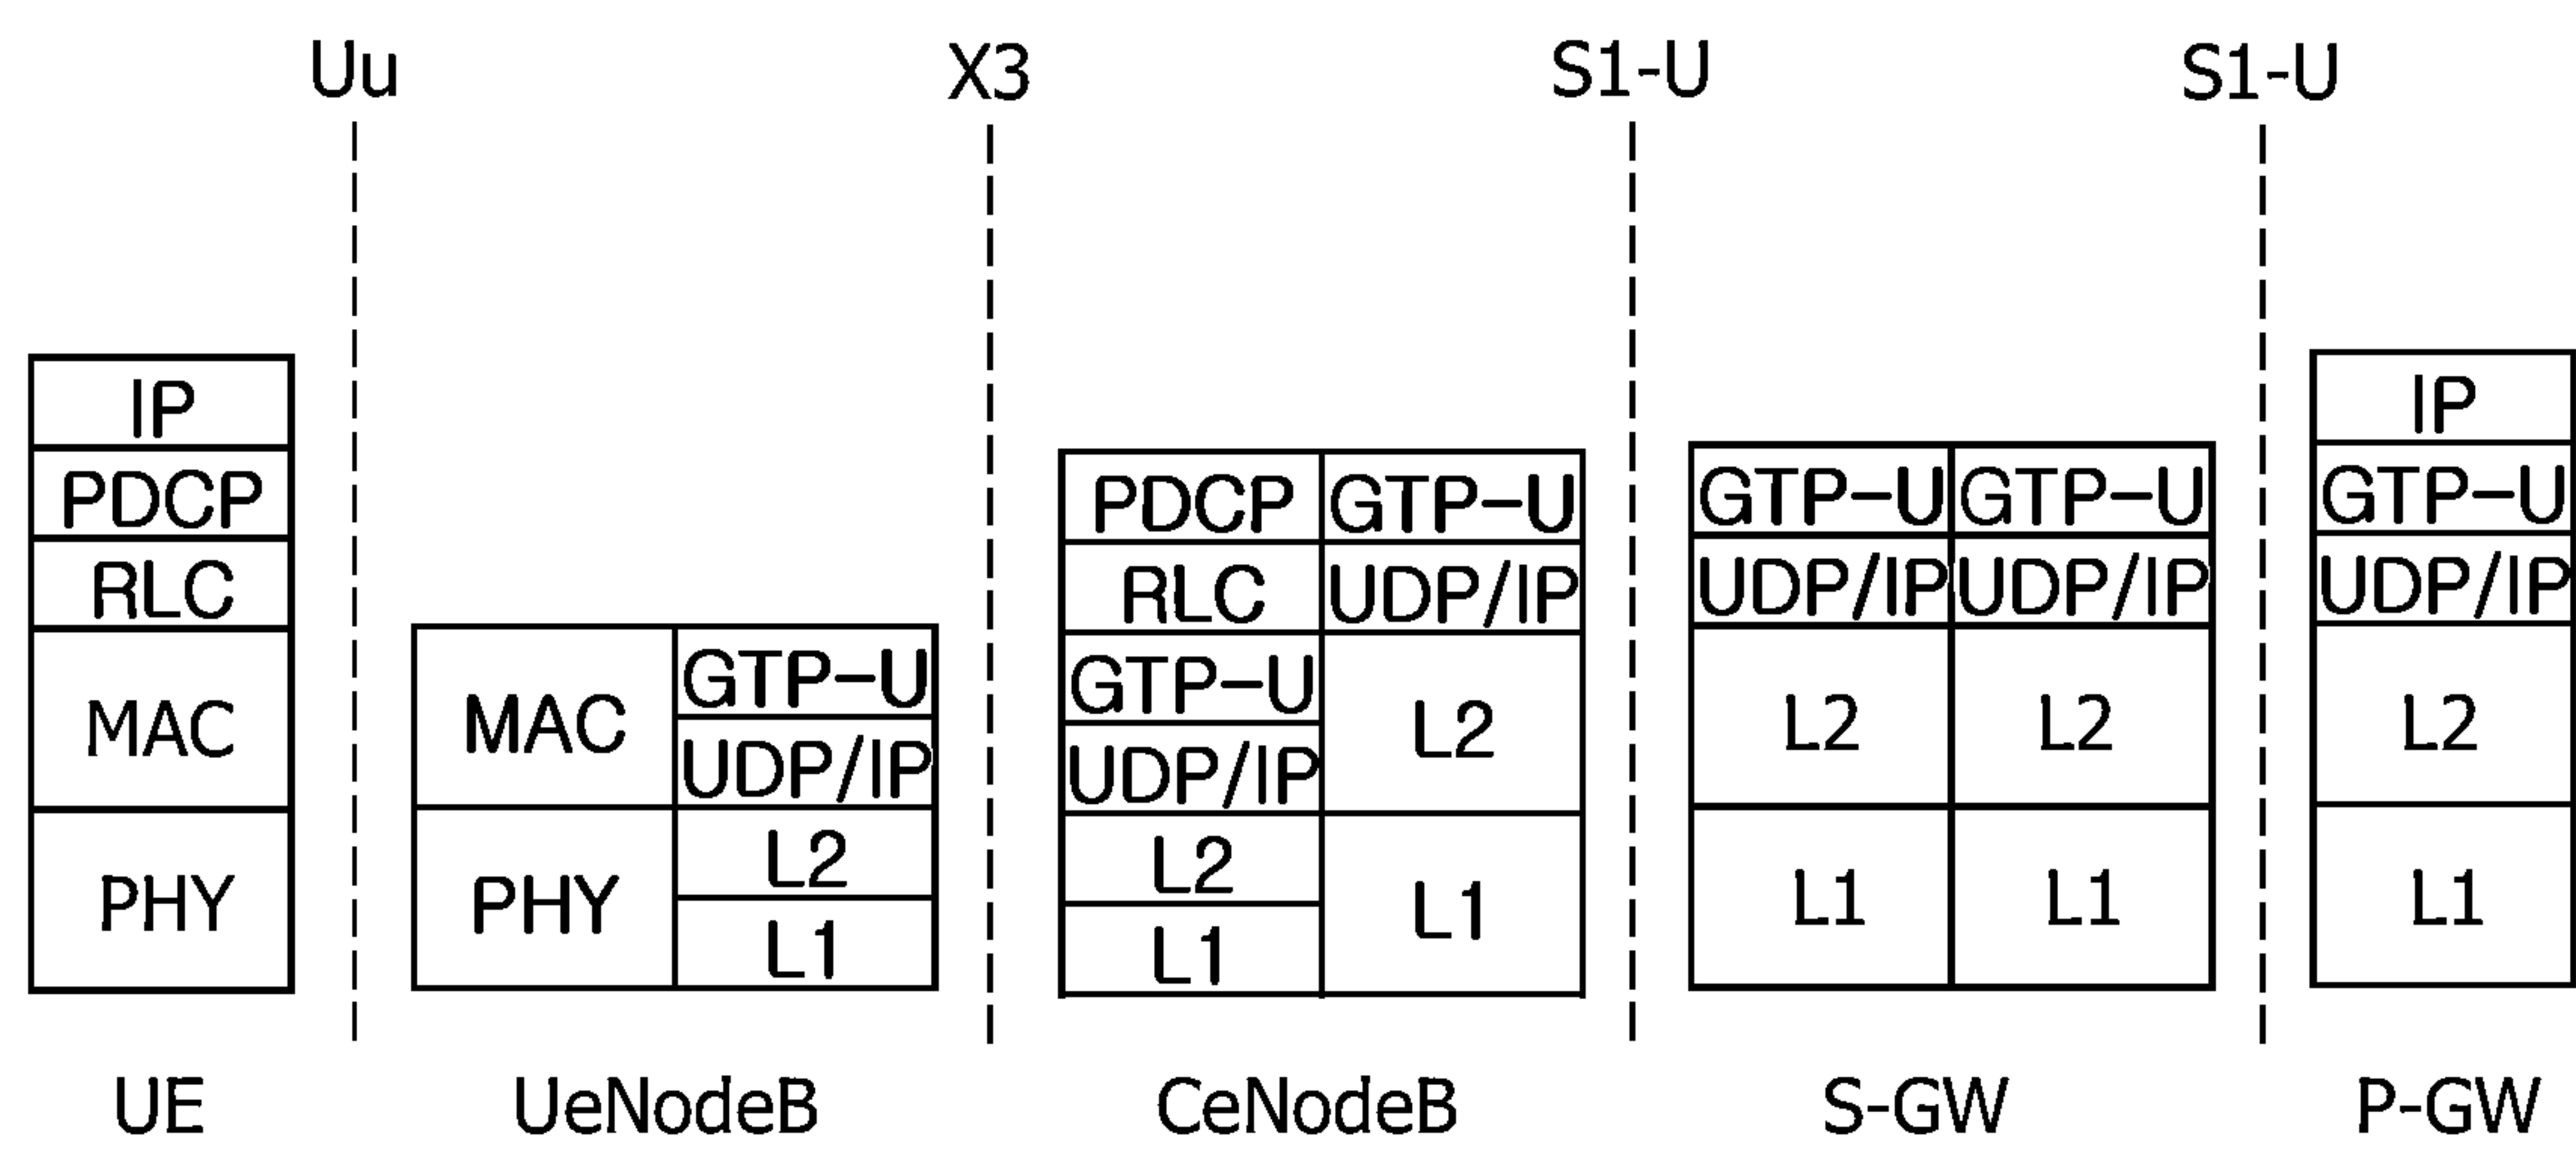 Uu
X3
S1-U
S1-U
IP
PDCP
RLC
MAC
PHY
MAC
PHY
GTP-U
UDP/IP
L2
L1
PDCP
RLC
GTP-U
UDP/IP
L2
L1
GTP-U
UDP/IP
L2
L1
GTP-U
UDP/IP
L2
L1
GTP-U
UDP/IP
L2
L1
IP
GTP-U
UDP/IP
L2
L1
UE
UeNodeB
CeNodeB
S-GW
P-GW